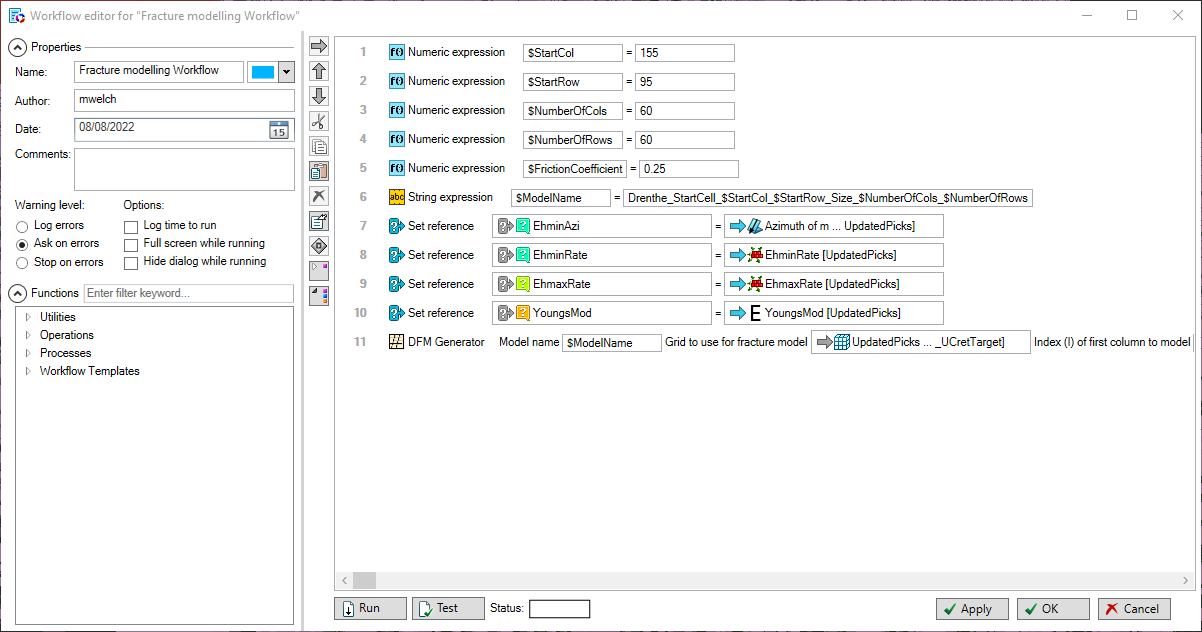 Workflow editor for "Fracture modelling Workflow"
Properties
Name: Fracture modelling Workflow
Author: mwelch
Date: 08/08/2022 15
Comments:
Warning level: Options:
Log errors Log time to run
Ask on errors Full screen while running
Stop on errors Hide dialog while running
Functions Enter filter keyword...
Utilities
Operations
Processes
Workflow Templates
1 f() Numeric expression $StartCol = 155
2 f() Numeric expression $StartRow = 95
3 f() Numeric expression $NumberOfCols = 60
4 f() Numeric expression $NumberOfRows = 60
5 f() Numeric expression $FrictionCoefficient = 0.25
6 abc String expression $ModelName = Drenthe_StartCell_$StartCol_$StartRow_Size_$NumberOfCols_$NumberOfRows
7 ? Set reference ? ? EhminAzi = Azimuth of m ... UpdatedPicks]
8 ? Set reference ? ? EhminRate = EhminRate [UpdatedPicks]
9 ? Set reference ? ? EhmaxRate = EhmaxRate [UpdatedPicks]
10 ? Set reference ? ? YoungsMod = E YoungsMod [UpdatedPicks]
11 DFM Generator Model name $ModelName Grid to use for fracture model UpdatedPicks ... _UCretTarget] Index (I) of first column to model
Run Test Status: Apply OK Cancel